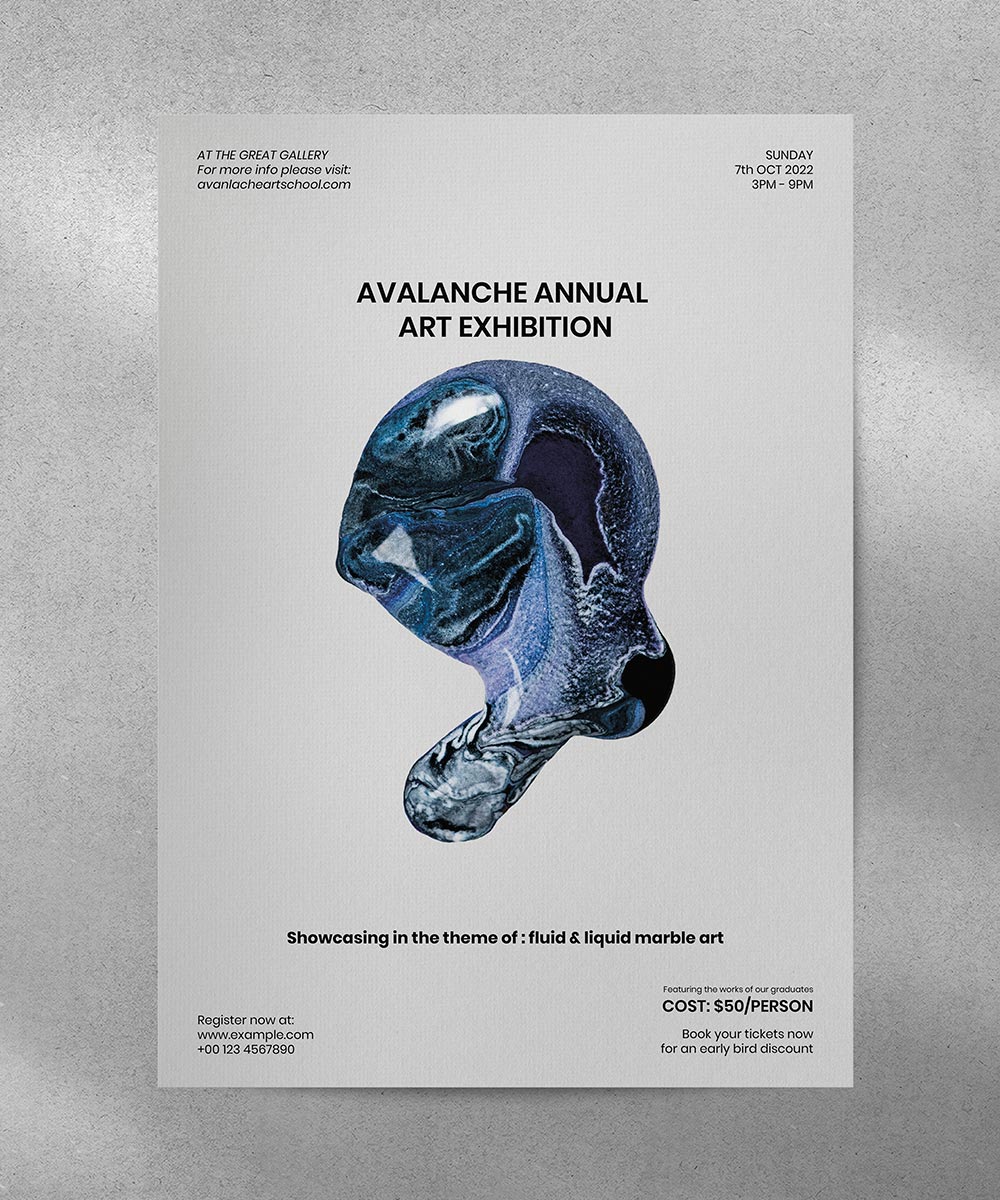 AT THE GREAT GALLERY
For more info please visit:
avanlacheartschool.com
SUNDAY
7th OCT 2022
3PM - 9PM
AVALANCHE ANNUAL
ART EXHIBITION
Showcasing in the theme of : fluid & liquid marble art
Featuring the works of our graduates
COST: $50/PERSON
Book your tickets now
for an early bird discount
Register now at:
www.example.com
+00 123 4567890